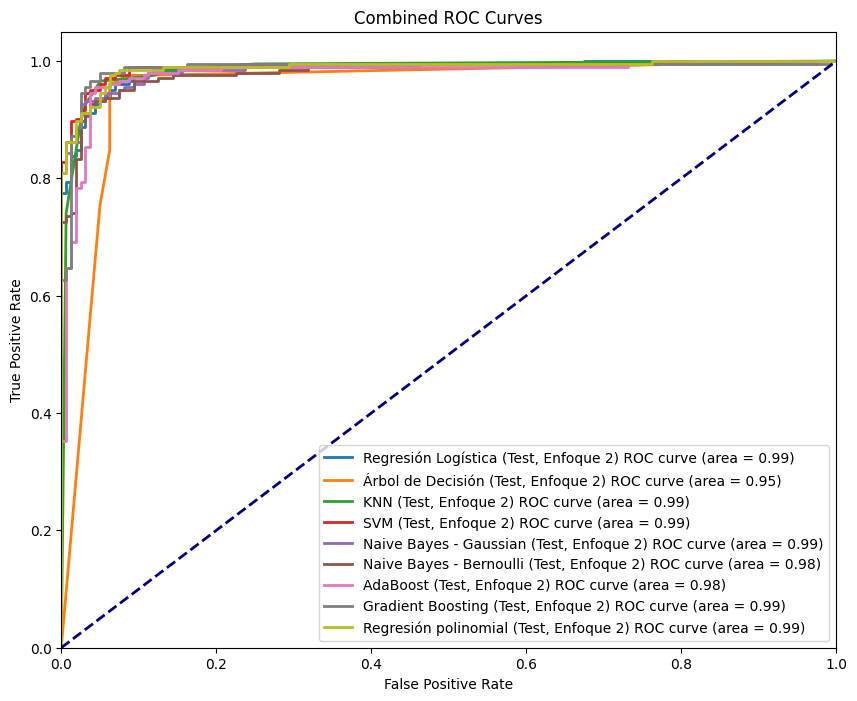 Combined ROC Curves
True Positive Rate
1.0
0.8
0.6
0.4
0.2
0.0
Regresión Logística (Test, Enfoque 2) ROC curve (area = 0.99)
Árbol de Decisión (Test, Enfoque 2) ROC curve (area = 0.95)
KNN (Test, Enfoque 2) ROC curve (area = 0.99)
SVM (Test, Enfoque 2) ROC curve (area = 0.99)
Naive Bayes - Gaussian (Test, Enfoque 2) ROC curve (area = 0.99)
Naive Bayes - Bernoulli (Test, Enfoque 2) ROC curve (area = 0.98)
AdaBoost (Test, Enfoque 2) ROC curve (area = 0.98)
Gradient Boosting (Test, Enfoque 2) ROC curve (area = 0.99)
Regresión polinomial (Test, Enfoque 2) ROC curve (area = 0.99)
0.0 0.2 0.4 0.6 0.8 1.0
False Positive Rate